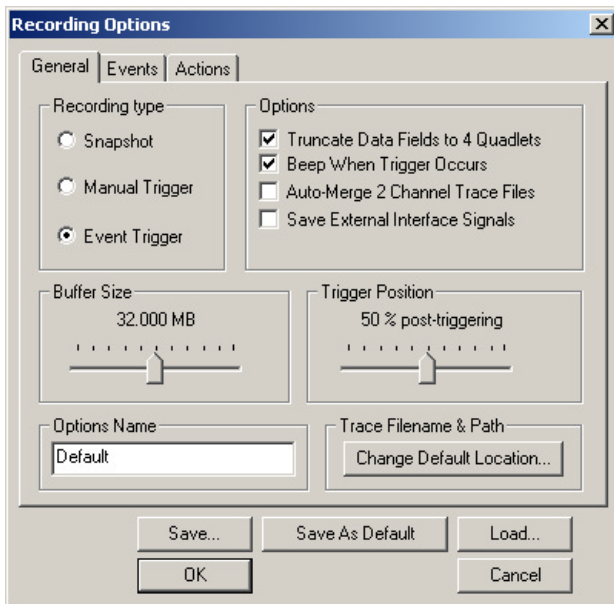 Recording Options
General Events Actions
Recording type
Snapshot
Manual Trigger
Event Trigger
Options
Truncate Data Fields to 4 Quadlets
Beep When Trigger Occurs
Auto-Merge 2 Channel Trace Files
Save External Interface Signals
Buffer Size
32.000 MB
Trigger Position
50 % post-triggering
Options Name
Default
Trace Filename & Path
Change Default Location...
Save... Save As Default Load...
OK Cancel